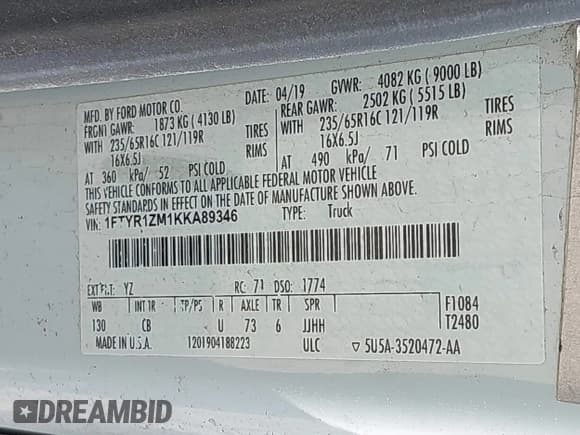 MFD. BY FORD MOTOR CO. DATE: 04/19 GVWR: 4082 KG ( 9000 LB)
FRGN1 GAWR: 1873 KG ( 4130 LB) REAR GAWR: 2502 KG ( 5515 LB)
WITH 235/65R16C 121/119R TIRES WITH 235/65R16C 121/119R TIRES
16X6.5J RIMS 16X6.5J RIMS
AT 360 kPa/ 52 PSI COLD AT 490 kPa/ 71 PSI COLD
THIS VEHICLE CONFORMS TO ALL APPLICABLE FEDERAL MOTOR VEHICLE
SAFETY STANDARDS IN EFFECT ON THE DATE OF MANUFACTURE SHOWN ABOVE.
VIN: 1FTYR1ZM1KKA89346 TYPE: Truck
EXT PNT: YZ RC: 71 DSO: 1774
WB INT TR TP/PS R AXLE TR SPR F1084
130 CB U 73 6 JJHH T2480
MADE IN U.S.A. 1201904188223 ULC ▽ 5U5A-3520472-AA
DREAMBID